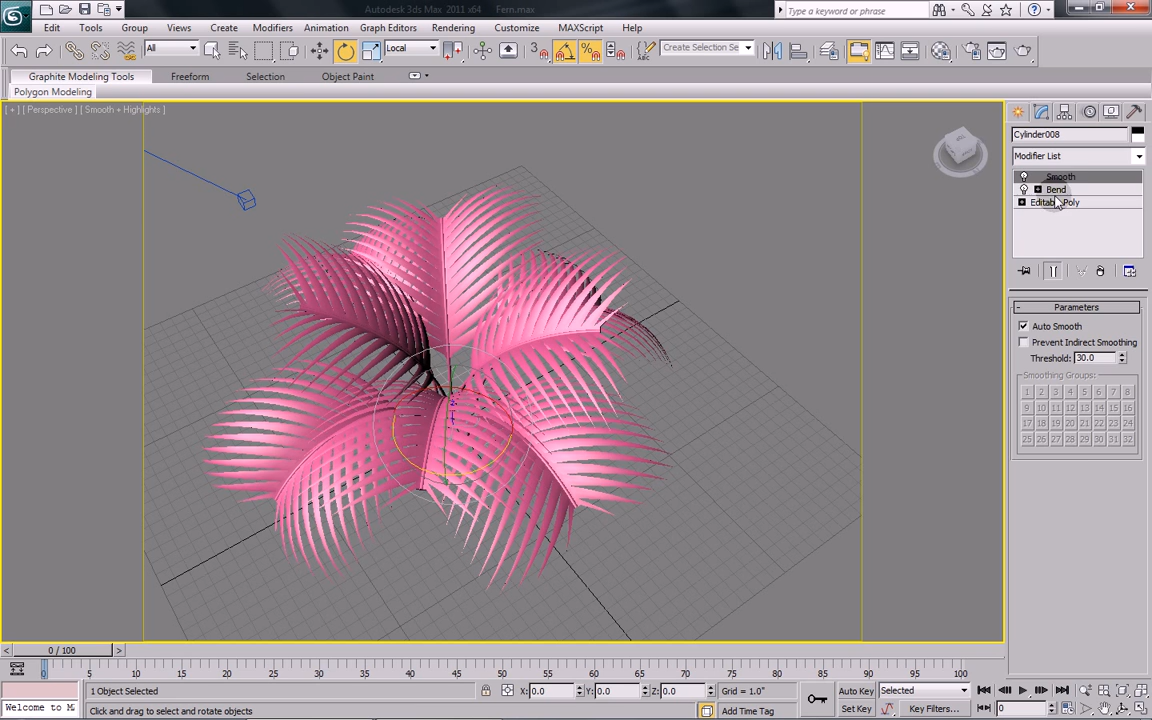 Autodesk 3ds Max 2011 x64 Fern.max
Type a keyword or phrase
Edit Tools Group Views Create Modifiers Animation Graph Editors Rendering Customize MAXScript Help
All Local Create Selection Se
Graphite Modeling Tools Freeform Selection Object Paint
Polygon Modeling
[ + ] [ Perspective ] [ Smooth + Highlights ]
Cylinder008
Modifier List
Smooth
Bend
Editable Poly
- Parameters
Auto Smooth
Prevent Indirect Smoothing
Threshold: 30.0
Smoothing Groups:
1 2 3 4 5 6 7 8
9 10 11 12 13 14 15 16
17 18 19 20 21 22 23 24
25 26 27 28 29 30 31 32
< 0 / 100 >
0 5 10 15 20 25 30 35 40 45 50 55 60 65 70 75 80 85 90 95 100
1 Object Selected X: 0.0 Y: 0.0 Z: 0.0 Grid = 1.0" Auto Key Selected
Welcome to M. Click and drag to select and rotate objects Add Time Tag Set Key Key Filters... 0